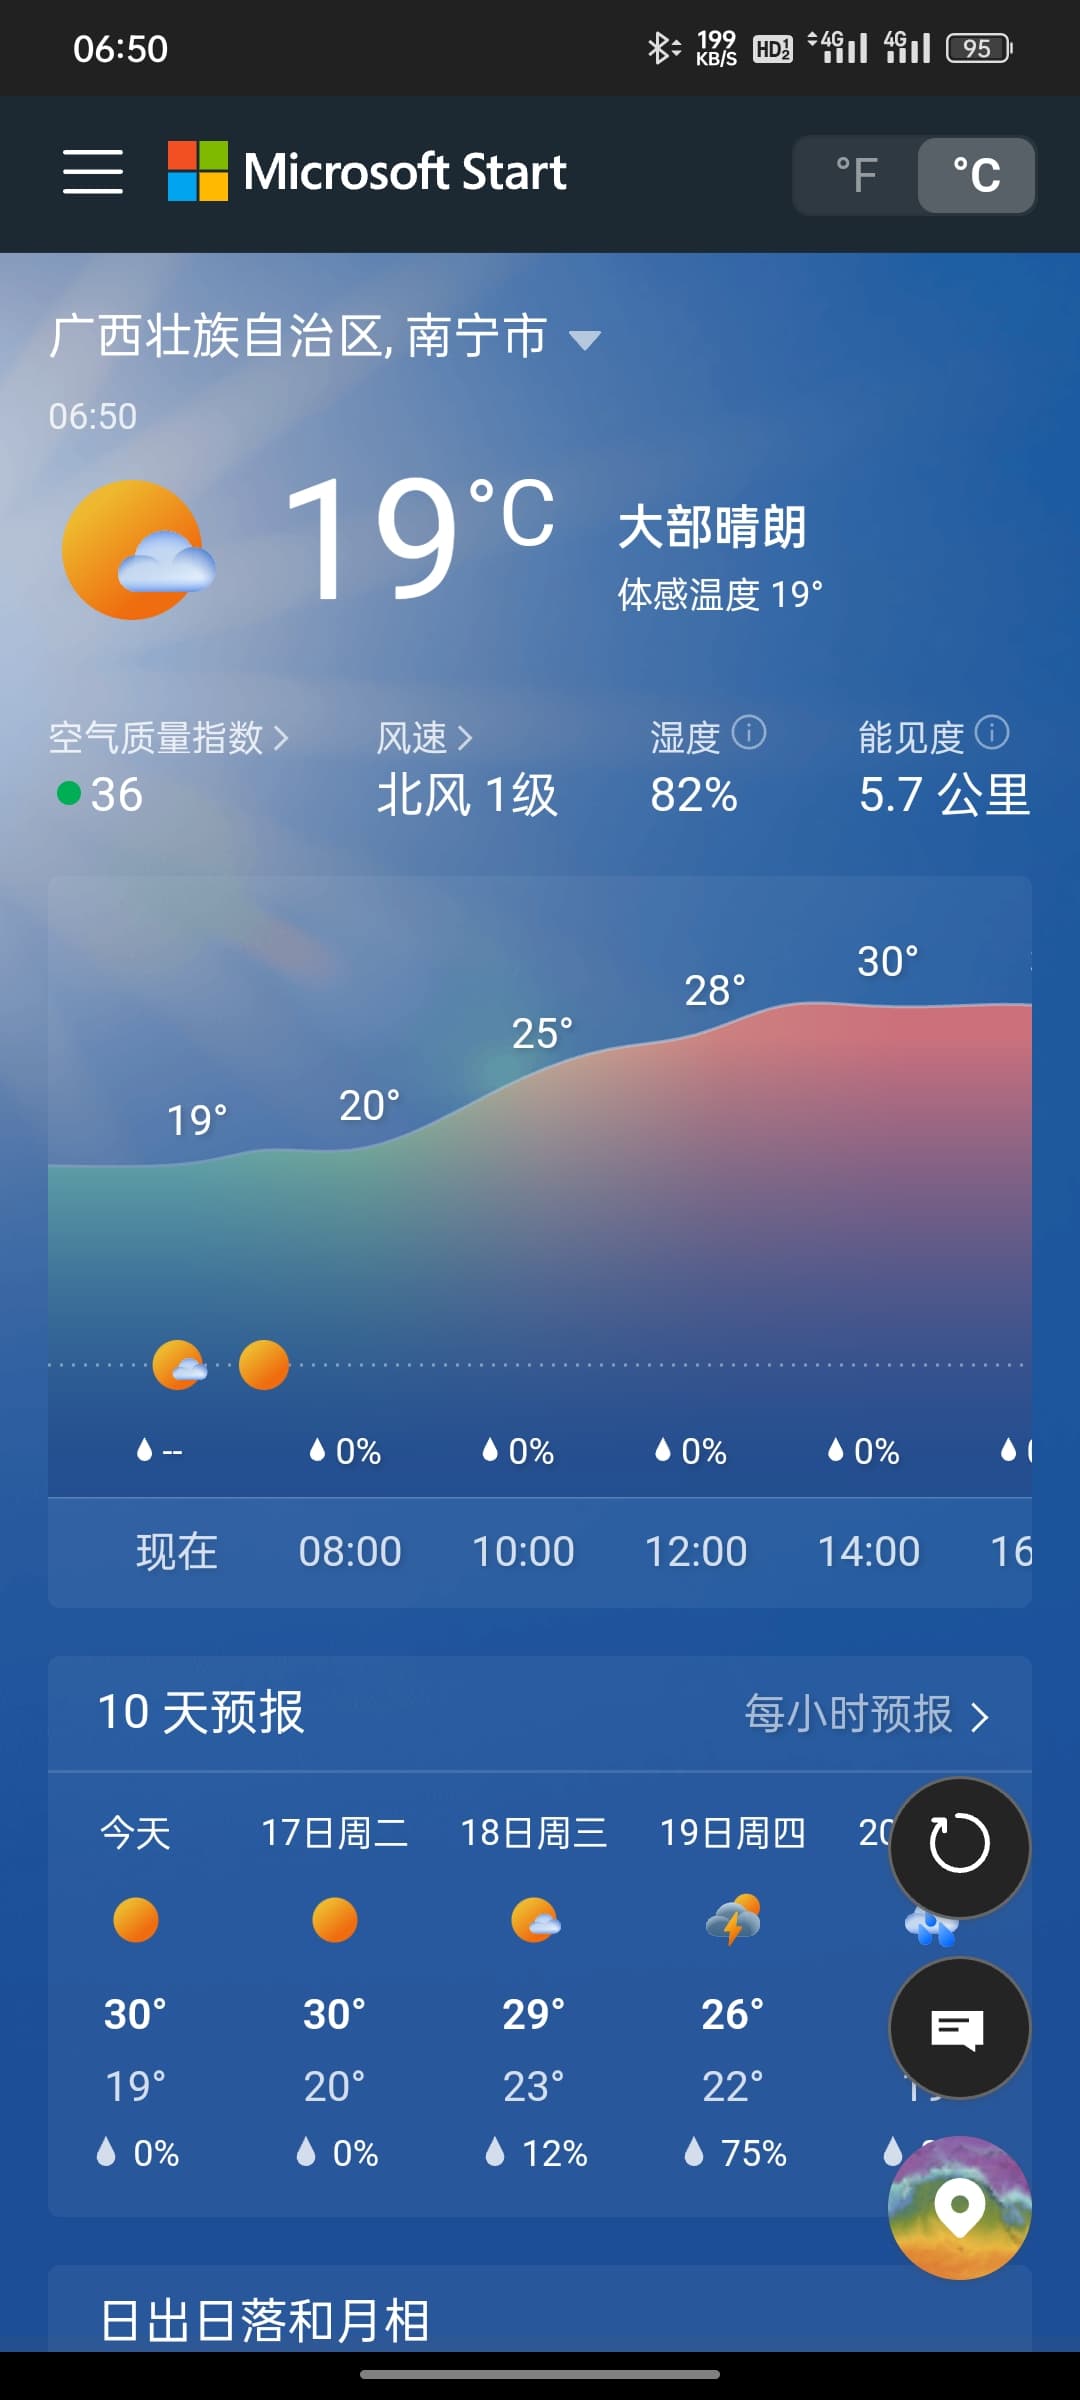 06:50
199 KB/S HD 1 2 4G 4G 95
Microsoft Start
°F °C
广西壮族自治区, 南宁市
06:50
19°C
大部晴朗
体感温度 19°
空气质量指数 风速 湿度 能见度
36 北风 1级 82% 5.7 公里
30°
28°
25°
20°
19°
-- 0% 0% 0% 0%
现在 08:00 10:00 12:00 14:00 16
10 天预报 每小时预报
今天 17日周二 18日周三 19日周四 20
30° 30° 29° 26°
19° 20° 23° 22°
0% 0% 12% 75%
日出日落和月相